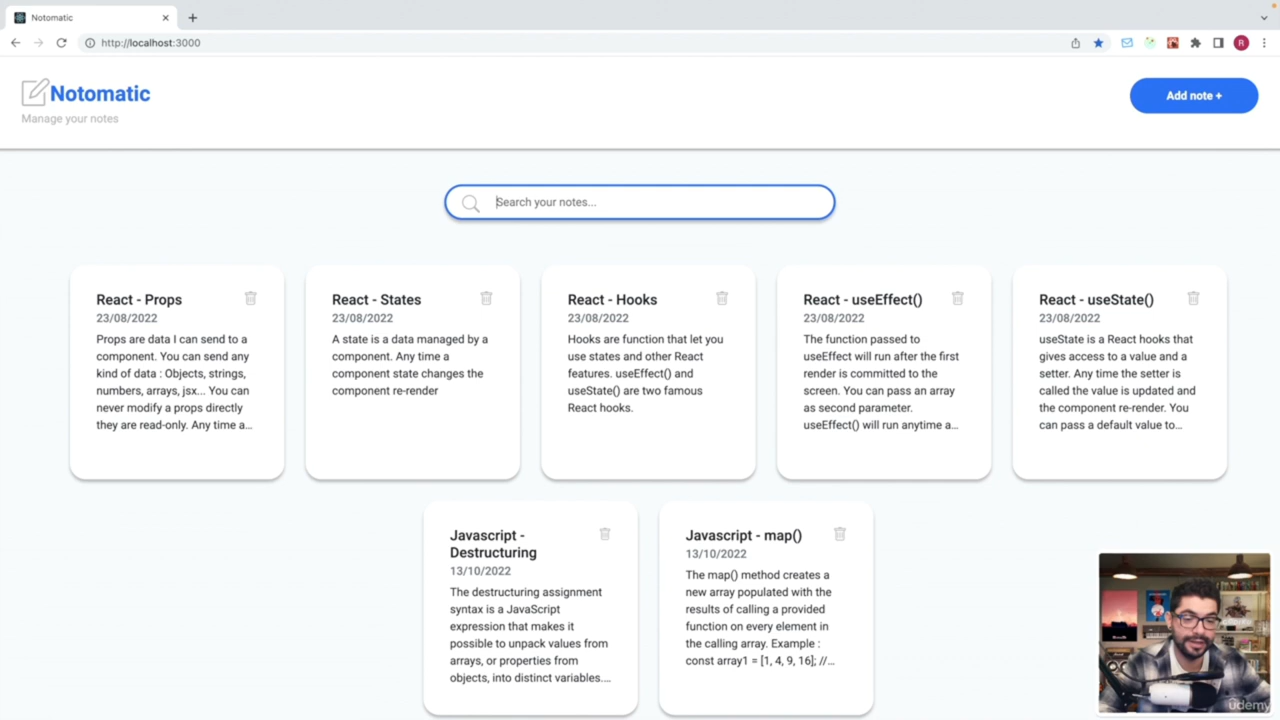 Notomatic
http://localhost:3000
R
Notomatic
Manage your notes
Add note +
Search your notes...
React - Props
23/08/2022
Props are data I can send to a
component. You can send any
kind of data : Objects, strings,
numbers, arrays, jsx... You can
never modify a props directly
they are read-only. Any time a...
React - States
23/08/2022
A state is a data managed by a
component. Any time a
component state changes the
component re-render
React - Hooks
23/08/2022
Hooks are function that let you
use states and other React
features. useEffect() and
useState() are two famous
React hooks.
React - useEffect()
23/08/2022
The function passed to
useEffect will run after the first
render is committed to the
screen. You can pass an array
as second parameter.
useEffect() will run anytime a...
React - useState()
23/08/2022
useState is a React hooks that
gives access to a value and a
setter. Any time the setter is
called the value is updated and
the component re-render. You
can pass a default value to...
Javascript -
Destructuring
13/10/2022
The destructuring assignment
syntax is a JavaScript
expression that makes it
possible to unpack values from
arrays, or properties from
objects, into distinct variables....
Javascript - map()
13/10/2022
The map() method creates a
new array populated with the
results of calling a provided
function on every element in
the calling array. Example :
const array1 = [1, 4, 9, 16]; //...
udemy